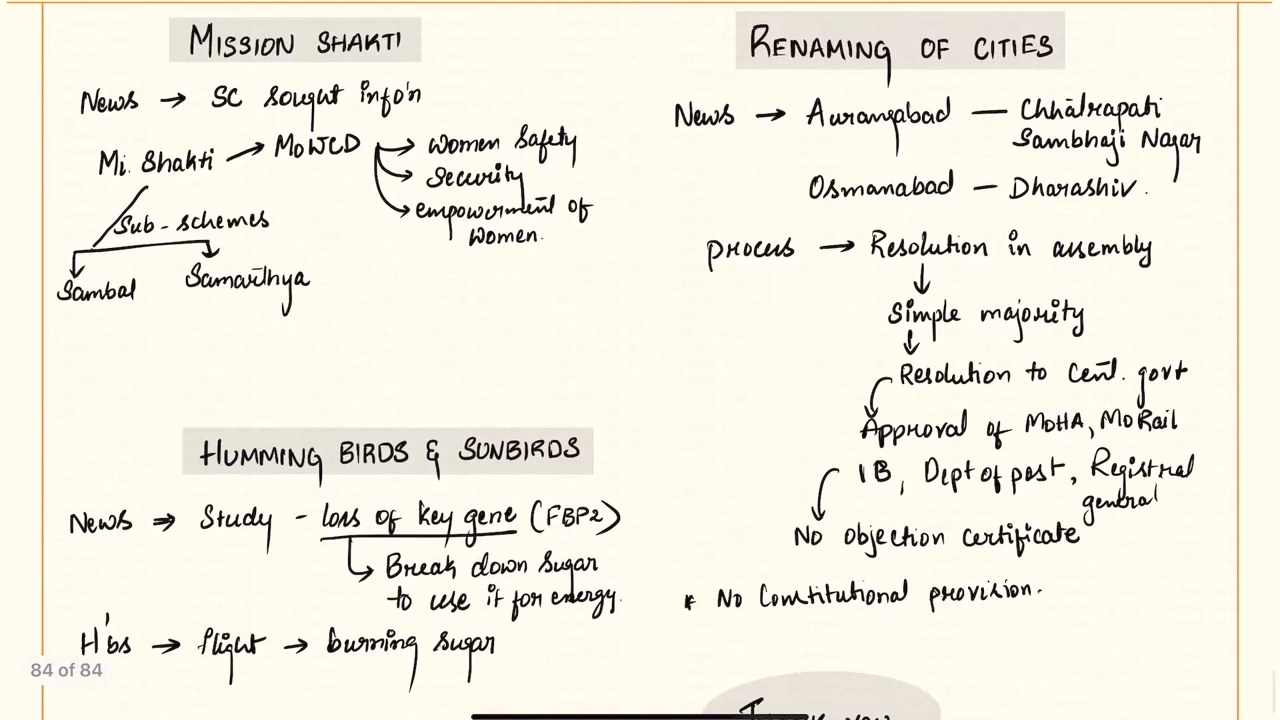 MISSION SHAKTI
News → SC sought info'n
Mi. Shakti → MoWCD → Women Safety
→ Security
→ empowerment of
women.
Sub-schemes
Sambal
Samarthya
HUMMING BIRDS & SUNBIRDS
News ⇒ Study - loss of key gene (FBP2)
Break down sugar
to use it for energy.
H'bs → flight → burning sugar
84 of 84
RENAMING OF CITIES
News → Aurangabad — Chhatrapati
Sambhaji Nagar
Osmanabad — Dharashiv.
process → Resolution in assembly
Simple majority
Resolution to Cent. govt
Approval of MoHA, MoRail
IB, Dept of post, Registral
general
No objection certificate
* No Constitutional provision.